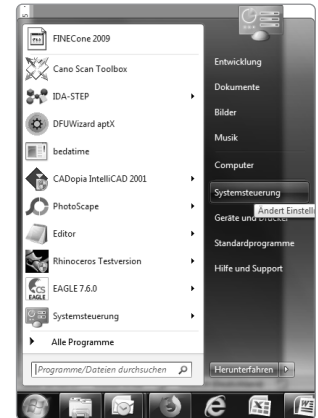 FINECone 2009
Cano Scan Toolbox
IDA-STEP
DFUWizard aptX
bedatime
CADopia IntelliCAD 2001
PhotoScape
Editor
Rhinoceros Testversion
CS
EAGLE
EAGLE 7.6.0
Systemsteuerung
Alle Programme
Programme/Dateien durchsuchen
Entwicklung
Dokumente
Bilder
Musik
Computer
Systemsteuerung
Ändert Einstell
Geräte und Drucker
Standardprogramme
Hilfe und Support
Herunterfahren